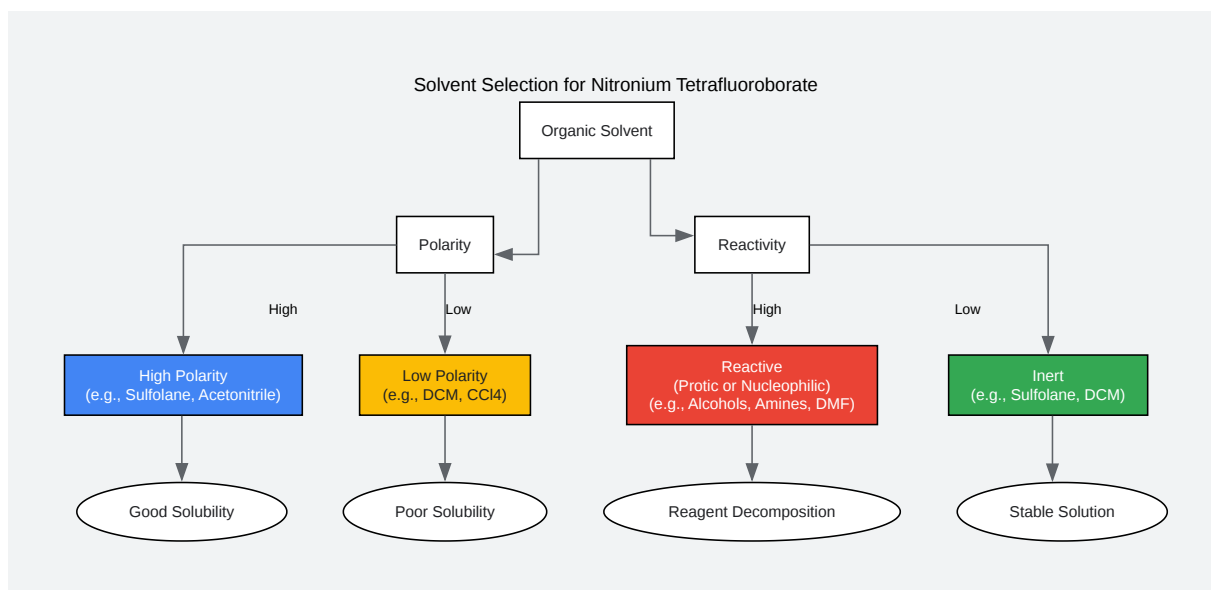 Solvent Selection for Nitronium Tetrafluoroborate
Organic Solvent
Polarity
Reactivity
High
Low
High
Low
High Polarity
(e.g., Sulfolane, Acetonitrile)
Low Polarity
(e.g., DCM, CCl4)
Reactive
(Protic or Nucleophilic)
(e.g., Alcohols, Amines, DMF)
Inert
(e.g., Sulfolane, DCM)
Good Solubility
Poor Solubility
Reagent Decomposition
Stable Solution